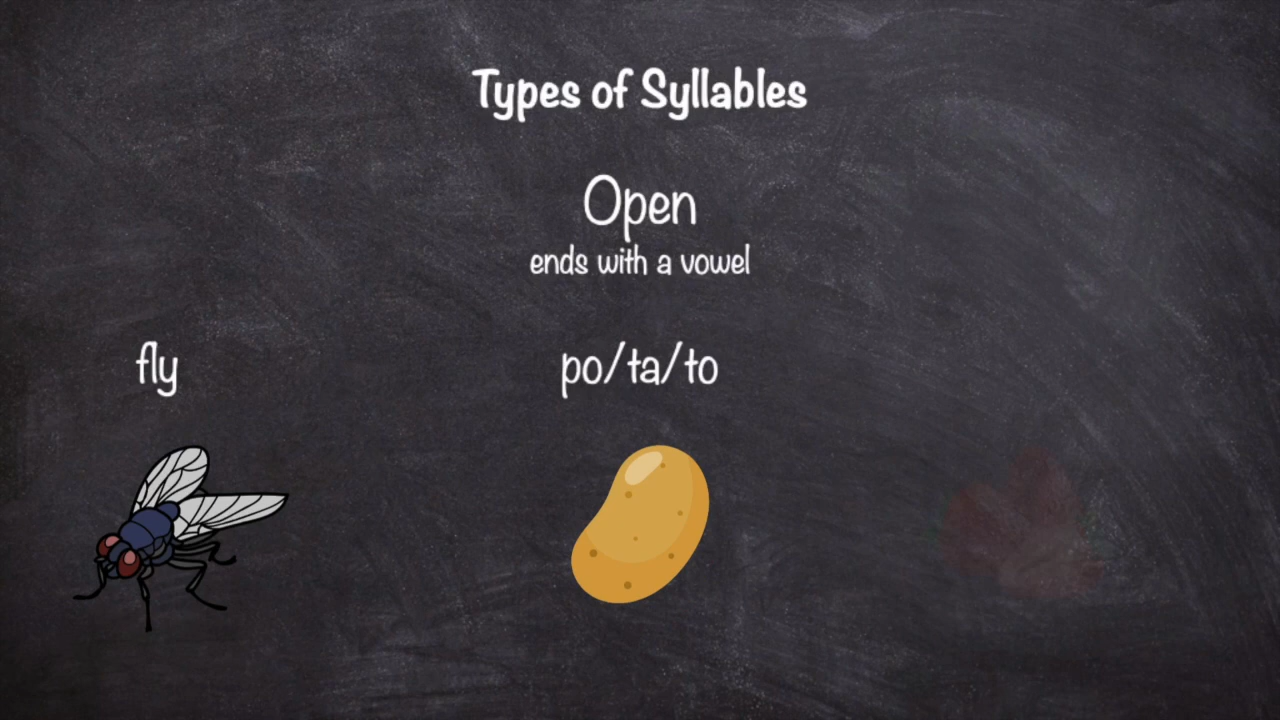 Types of Syllables
Open
ends with a vowel
fly
po/ta/to